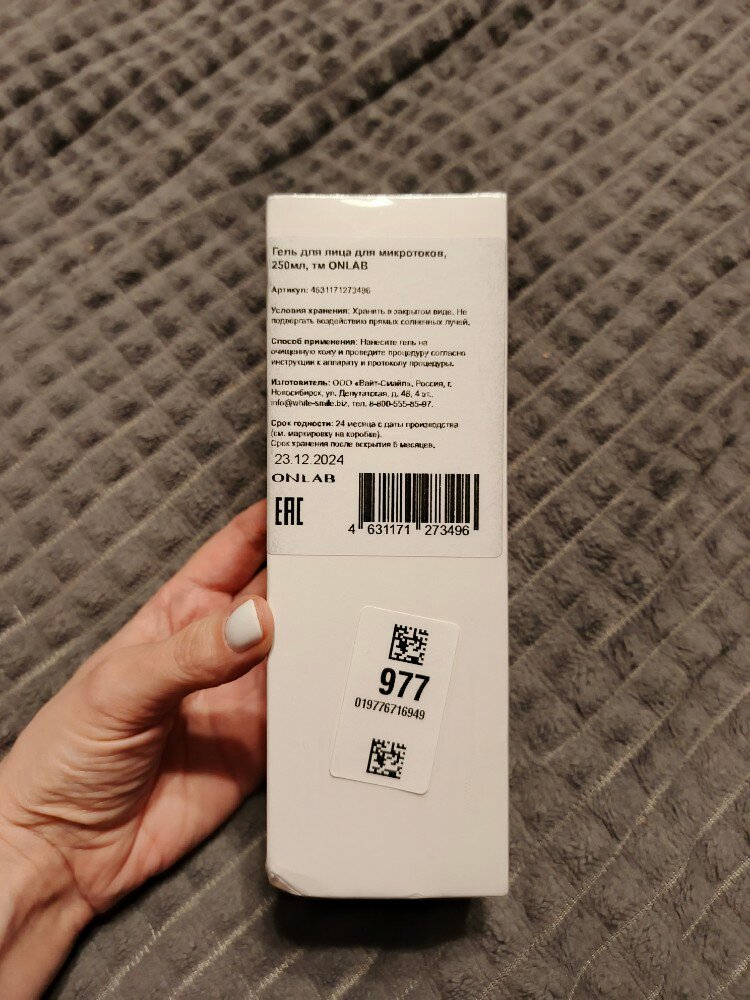 Гель для лица для микротоков,
250мл, тм ONLAB
Артикул: 4631171273496
Условия хранения: Хранить в закрытом виде. Не
подвергать воздействию прямых солнечных лучей.
Способ применения: Нанесите гель на
очищенную кожу и проведите процедуру согласно
инструкции к аппарату и протоколу процедуры.
Изготовитель: ООО «Вайт-Смайл», Россия, г.
Новосибирск, ул. Депутатская, д. 48, 4 эт.,
info@white-smile.biz, тел. 8-800-555-85-97.
Срок годности: 24 месяца с даты производства
(см. маркировку на коробке).
Срок хранения после вскрытия 6 месяцев.
23.12.2024
ONLAB
EAC
4 631171 273496
977
019776716949